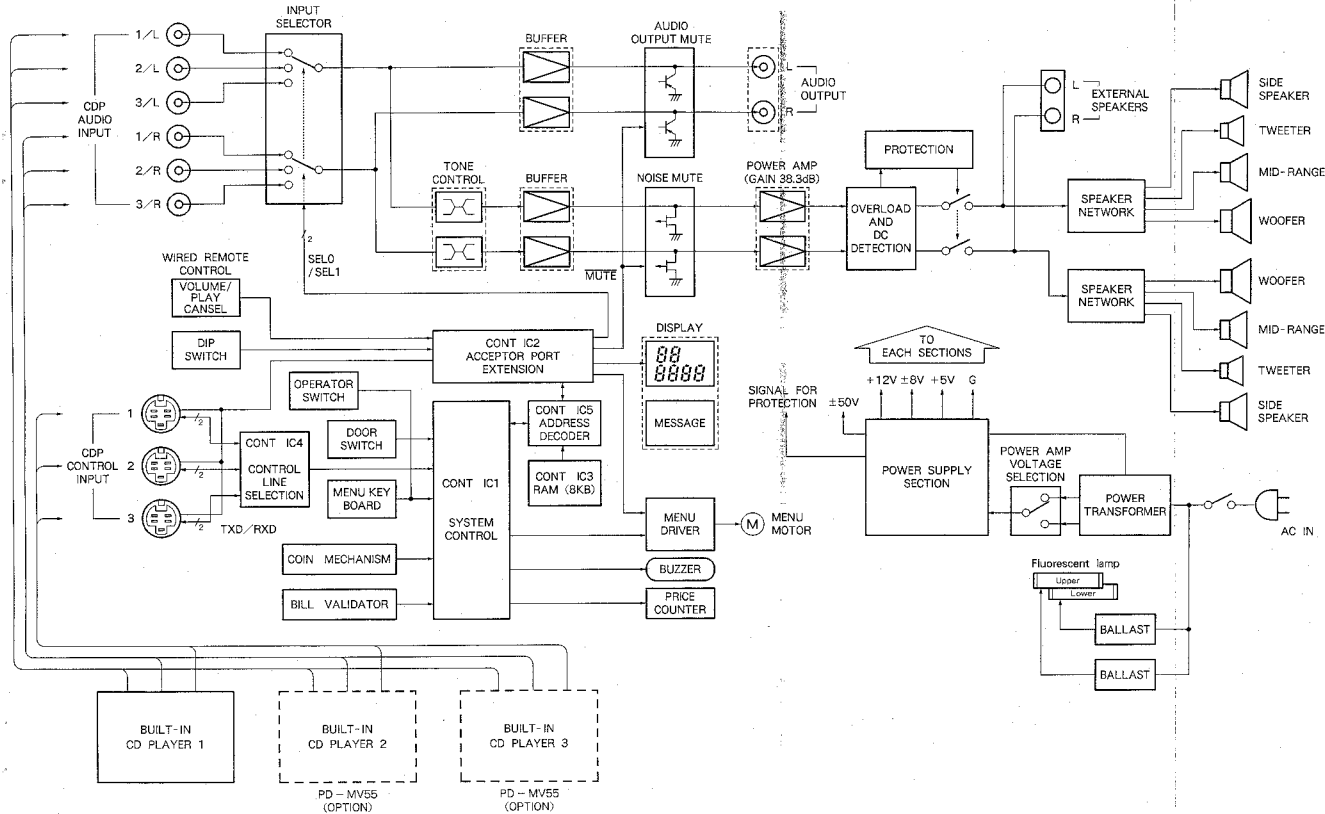 INPUT
SELECTOR
1/L
2/L
3/L
CDP
AUDIO
INPUT
1/R
2/R
3/R
2
SEL0
/SEL1
BUFFER
AUDIO
OUTPUT MUTE
L
R
AUDIO
OUTPUT
TONE
CONTROL
BUFFER
NOISE MUTE
MUTE
POWER AMP
(GAIN 38.3dB)
PROTECTION
OVERLOAD
AND
DC
DETECTION
L
R
EXTERNAL
SPEAKERS
SPEAKER
NETWORK
SPEAKER
NETWORK
SIDE
SPEAKER
TWEETER
MID-RANGE
WOOFER
WOOFER
MID-RANGE
TWEETER
SIDE
SPEAKER
WIRED REMOTE
CONTROL
VOLUME/
PLAY
CANSEL
DIP
SWITCH
CONT IC2
ACCEPTOR PORT
EXTENSION
DISPLAY
88
8888
MESSAGE
OPERATOR
SWITCH
DOOR
SWITCH
MENU KEY
BOARD
CONT IC5
ADDRESS
DECODER
CONT IC3
RAM (8KB)
CONT IC1
SYSTEM
CONTROL
1
2
3
CDP
CONTROL
INPUT
2
2
2
TXD/RXD
CONT IC4
CONTROL
LINE
SELECTION
COIN MECHANISM
BILL VALIDATOR
MENU
DRIVER
M
MENU
MOTOR
BUZZER
PRICE
COUNTER
TO
EACH SECTIONS
+12V ±8V +5V G
SIGNAL FOR
PROTECTION
±50V
POWER SUPPLY
SECTION
POWER AMP
VOLTAGE
SELECTION
POWER
TRANSFORMER
AC IN
Fluorescent lamp
Upper
Lower
BALLAST
BALLAST
BUILT-IN
CD PLAYER 1
BUILT-IN
CD PLAYER 2
PD-MV55
(OPTION)
BUILT-IN
CD PLAYER 3
PD-MV55
(OPTION)